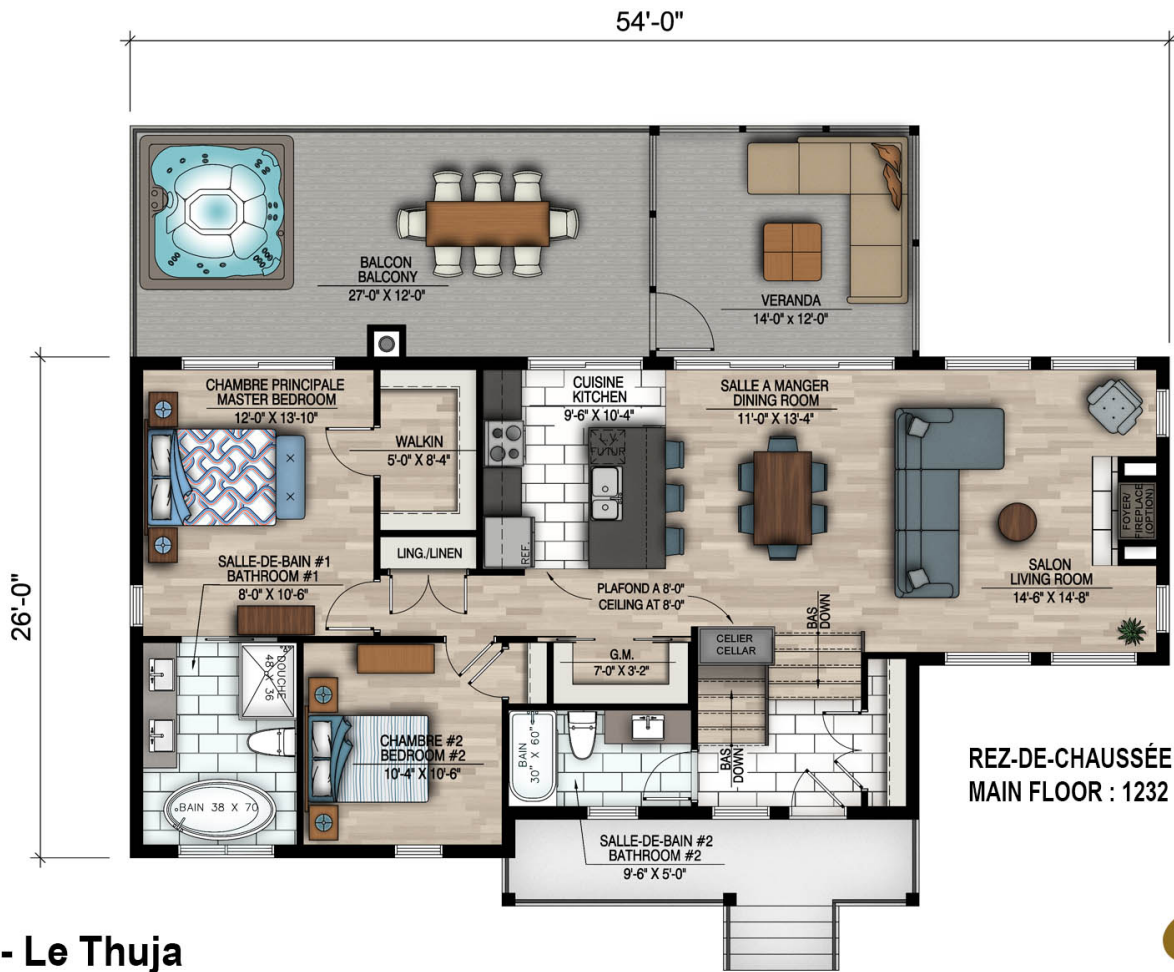 54'-0"
BALCON
BALCONY
27'-0" X 12'-0"
VERANDA
14'-0" x 12'-0"
26'-0"
CHAMBRE PRINCIPALE
MASTER BEDROOM
12'-0" X 13'-10"
WALKIN
5'-0" X 8'-4"
CUISINE
KITCHEN
9'-6" X 10'-4"
L.V.
FUTUR
REF.
SALLE A MANGER
DINING ROOM
11'-0" X 13'-4"
FOYER/
FIREPLACE
(OPTION)
SALON
LIVING ROOM
14'-6" X 14'-8"
LING./LINEN
SALLE-DE-BAIN #1
BATHROOM #1
8'-0" X 10'-6"
PLAFOND A 8'-0"
CEILING AT 8'-0"
BAS
DOWN
CELIER
CELLAR
G.M.
7'-0" X 3'-2"
DOUCHE
48 X 36
CHAMBRE #2
BEDROOM #2
10'-4" X 10'-6"
BAIN
30" X 60"
BAS
DOWN
BAIN 38 X 70
SALLE-DE-BAIN #2
BATHROOM #2
9'-6" X 5'-0"
REZ-DE-CHAUSSÉE
MAIN FLOOR : 1232
- Le Thuja